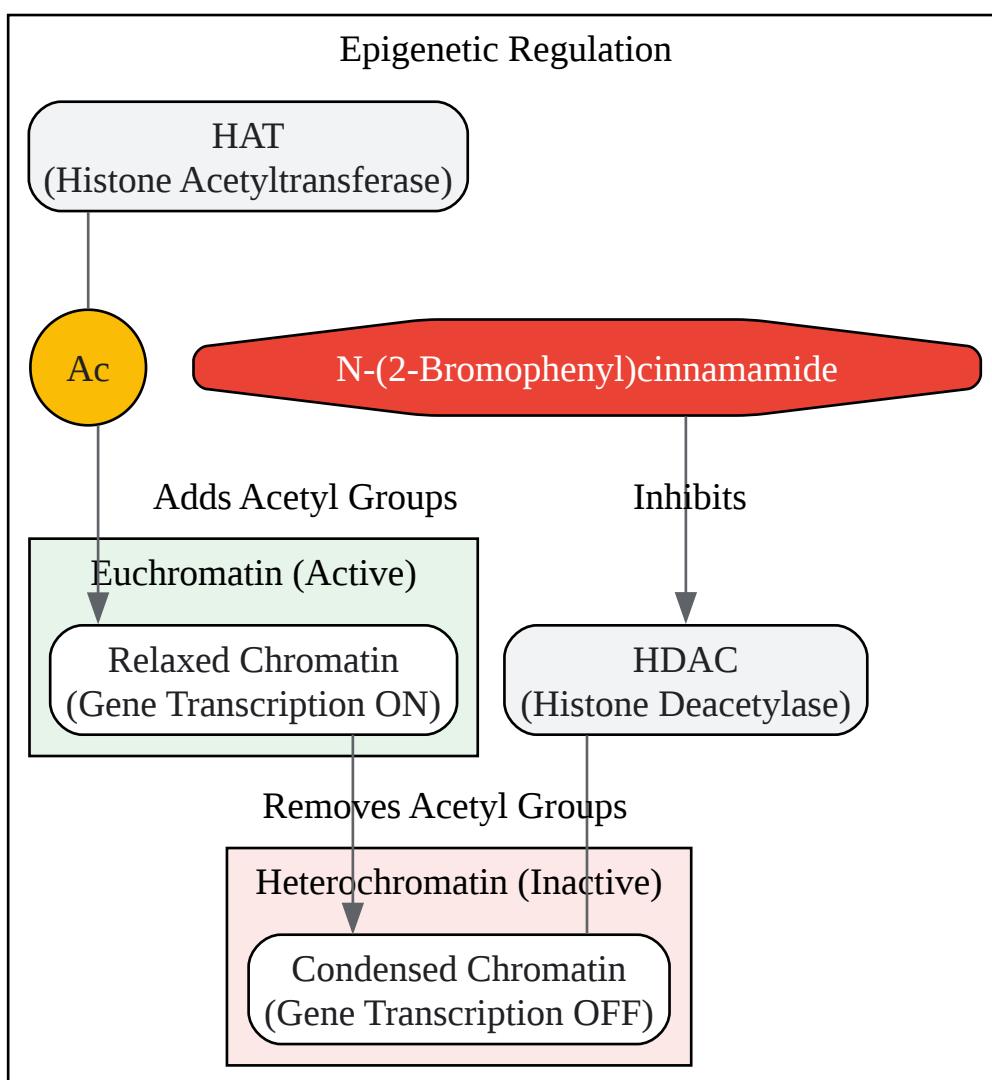 Epigenetic Regulation
HAT
(Histone Acetyltransferase)
Ac
N-(2-Bromophenyl)cinnamamide
Adds Acetyl Groups
Inhibits
Euchromatin (Active)
Relaxed Chromatin
(Gene Transcription ON)
HDAC
(Histone Deacetylase)
Removes Acetyl Groups
Heterochromatin (Inactive)
Condensed Chromatin
(Gene Transcription OFF)